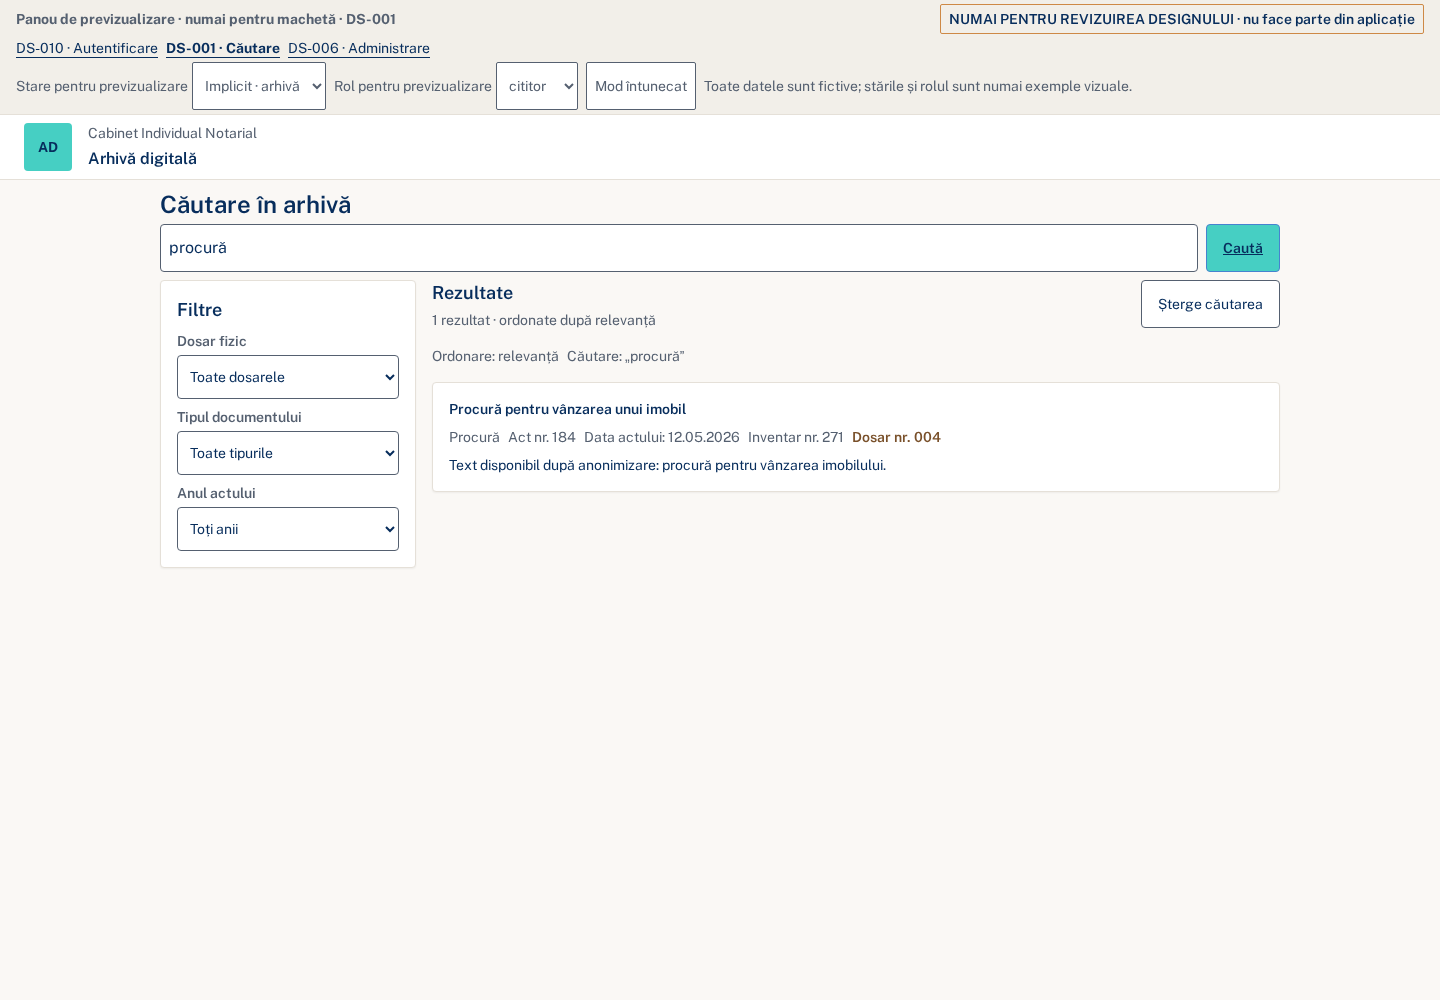 Panou de previzualizare · numai pentru machetă · DS-001
NUMAI PENTRU REVIZUIREA DESIGNULUI · nu face parte din aplicație
DS-010 · Autentificare DS-001 · Căutare DS-006 · Administrare
Stare pentru previzualizare Implicit · arhivă Rol pentru previzualizare cititor Mod întunecat Toate datele sunt fictive; stările și rolul sunt numai exemple vizuale.
AD
Cabinet Individual Notarial
Arhivă digitală
Căutare în arhivă
procură
Caută
Filtre
Dosar fizic
Toate dosarele
Tipul documentului
Toate tipurile
Anul actului
Toți anii
Rezultate
1 rezultat · ordonate după relevanță
Șterge căutarea
Ordonare: relevanță Căutare: „procură”
Procură pentru vânzarea unui imobil
Procură Act nr. 184 Data actului: 12.05.2026 Inventar nr. 271 Dosar nr. 004
Text disponibil după anonimizare: procură pentru vânzarea imobilului.